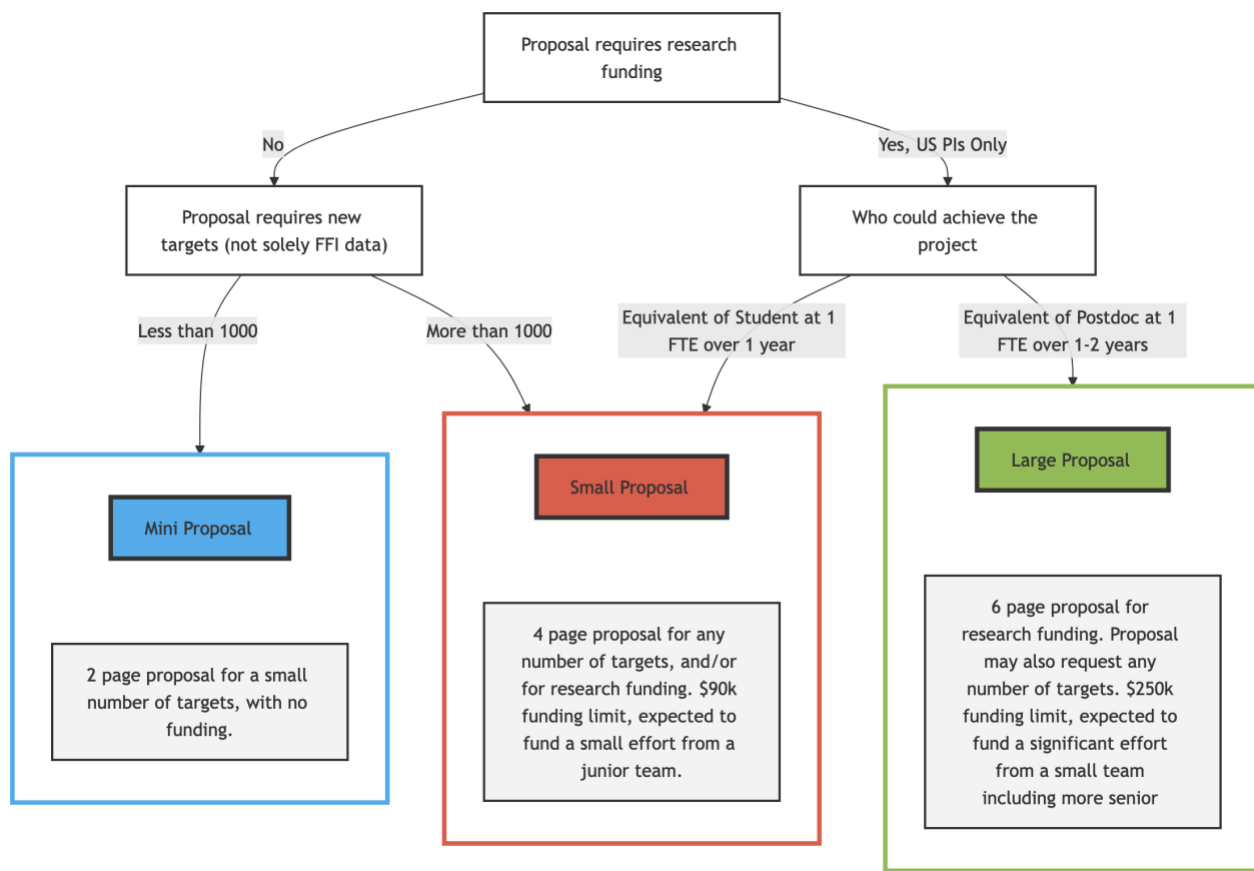 Proposal requires research
funding
No
Yes, US PIs Only
Proposal requires new
targets (not solely FFI data)
Who could achieve the
project
Less than 1000
More than 1000
Equivalent of Student at 1
FTE over 1 year
Equivalent of Postdoc at 1
FTE over 1-2 years
Mini Proposal
2 page proposal for a small
number of targets, with no
funding.
Small Proposal
4 page proposal for any
number of targets, and/or
for research funding. $90k
funding limit, expected to
fund a small effort from a
junior team.
Large Proposal
6 page proposal for
research funding. Proposal
may also request any
number of targets. $250k
funding limit, expected to
fund a significant effort
from a small team
including more senior